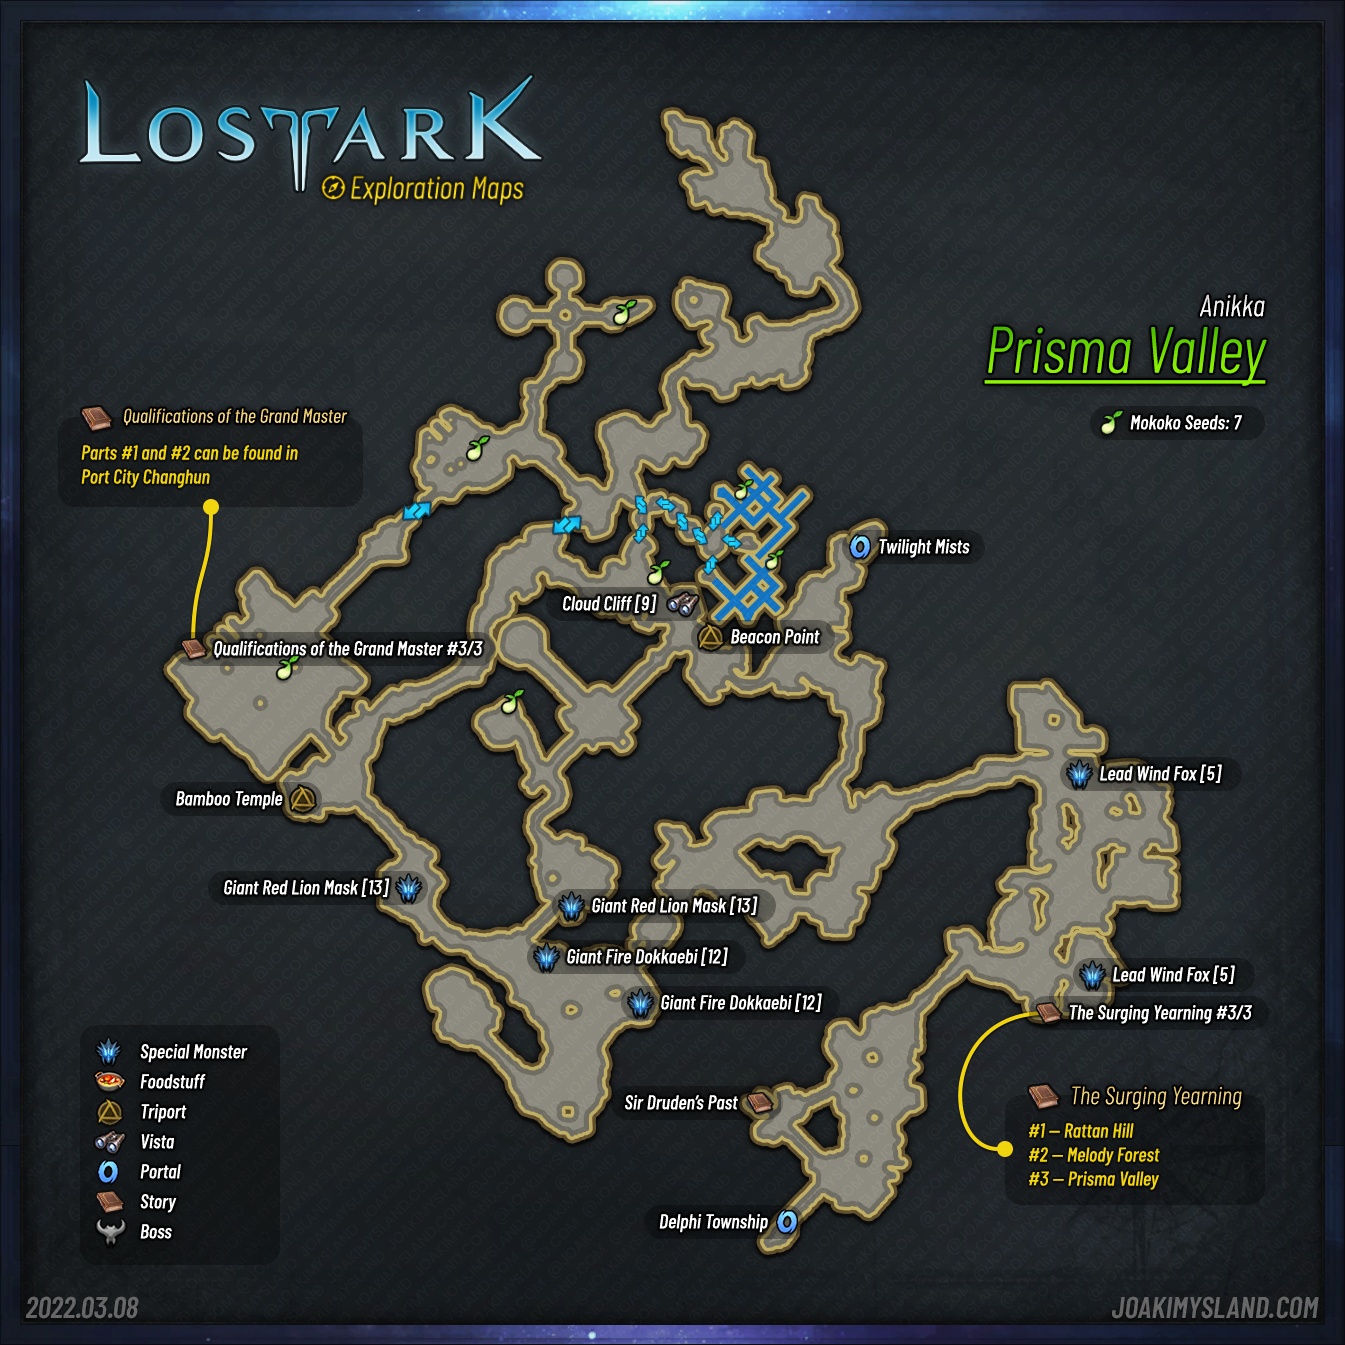 LOSTARK
Exploration Maps
Anikka
Prisma Valley
Mokoko Seeds: 7
Qualifications of the Grand Master
Parts #1 and #2 can be found in
Port City Changhun
Twilight Mists
Cloud Cliff [9]
Beacon Point
Qualifications of the Grand Master #3/3
Lead Wind Fox [5]
Bamboo Temple
Giant Red Lion Mask [13]
Giant Red Lion Mask [13]
Giant Fire Dokkaebi [12]
Lead Wind Fox [5]
Giant Fire Dokkaebi [12]
The Surging Yearning #3/3
Sir Druden's Past
The Surging Yearning
#1 – Rattan Hill
#2 – Melody Forest
#3 – Prisma Valley
Delphi Township
Special Monster
Foodstuff
Triport
Vista
Portal
Story
Boss
2022.03.08
JOAKIMYSLAND.COM